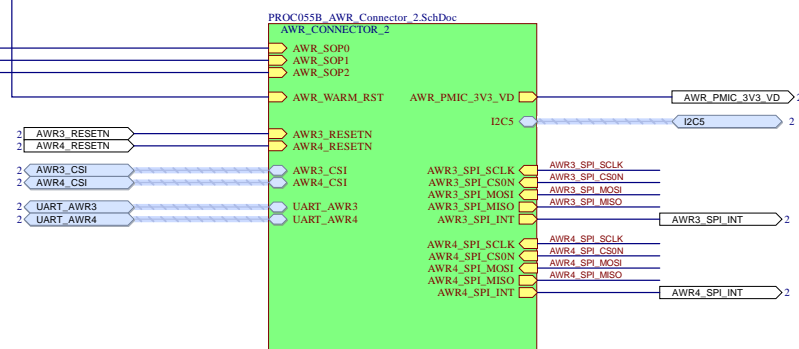 PROC055B_AWR_Connector_2.SchDoc
AWR_CONNECTOR_2
AWR_SOP0
AWR_SOP1
AWR_SOP2
AWR_WARM_RST AWR_PMIC_3V3_VD AWR_PMIC_3V3_VD 2
I2C5 I2C5 2
2 AWR3_RESETN AWR3_RESETN
2 AWR4_RESETN AWR4_RESETN
2 AWR3_CSI AWR3_CSI AWR3_SPI_SCLK AWR3_SPI_SCLK
2 AWR4_CSI AWR4_CSI AWR3_SPI_CS0N AWR3_SPI_CS0N
AWR3_SPI_MOSI AWR3_SPI_MOSI
2 UART_AWR3 UART_AWR3 AWR3_SPI_MISO AWR3_SPI_MISO
2 UART_AWR4 UART_AWR4 AWR3_SPI_INT AWR3_SPI_INT 2
AWR4_SPI_SCLK AWR4_SPI_SCLK
AWR4_SPI_CS0N AWR4_SPI_CS0N
AWR4_SPI_MOSI AWR4_SPI_MOSI
AWR4_SPI_MISO AWR4_SPI_MISO
AWR4_SPI_INT AWR4_SPI_INT 2